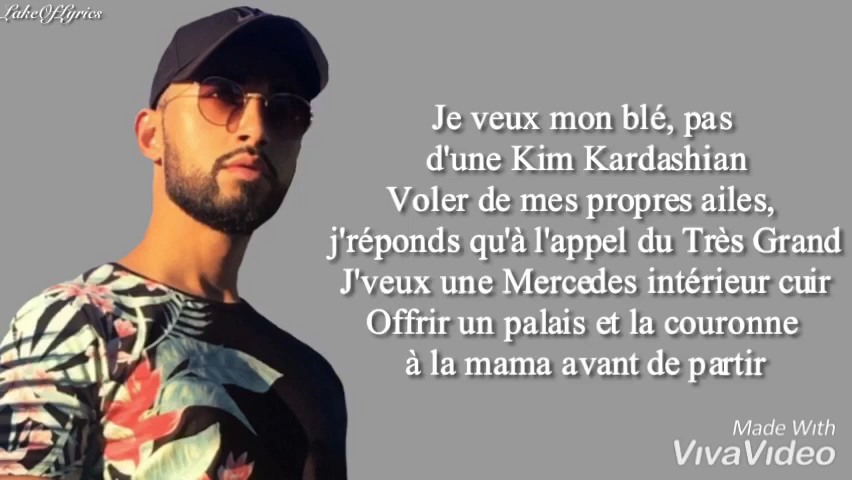 LakeOfLyrics
Je veux mon blé, pas
d'une Kim Kardashian
Voler de mes propres ailes,
j'réponds qu'à l'appel du Très Grand
J'veux une Mercedes intérieur cuir
Offrir un palais et la couronne
à la mama avant de partir
Made With
VivaVideo